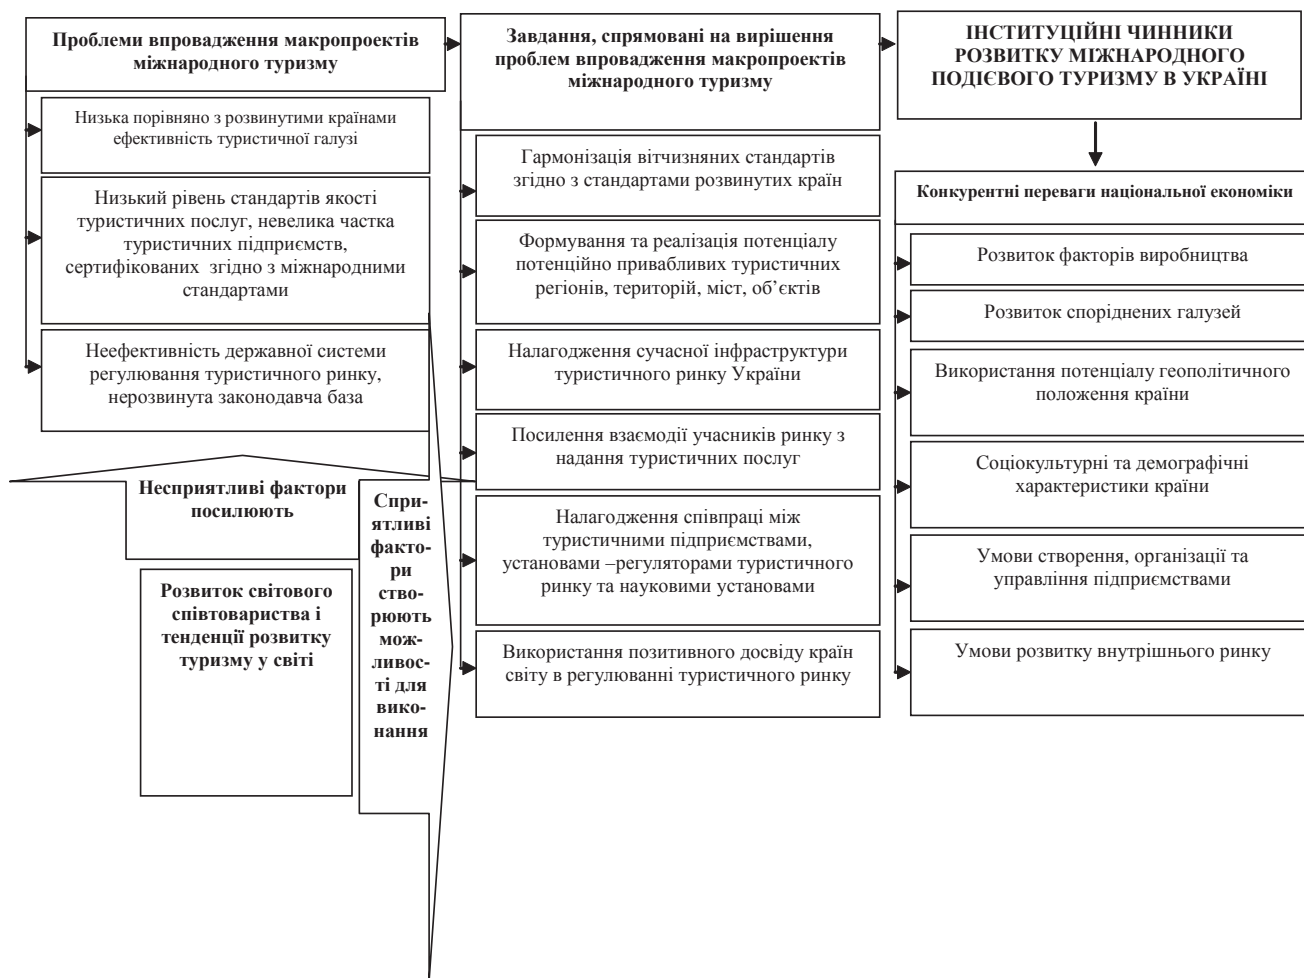 Проблеми впровадження макропроектів
міжнародного туризму
Низька порівняно з розвинутими країнами
ефективність туристичної галузі
Низький рівень стандартів якості
туристичних послуг, невелика частка
туристичних підприємств,
сертифікованих згідно з міжнародними
стандартами
Неефективність державної системи
регулювання туристичного ринку,
нерозвинута законодавча база
Несприятливі фактори
посилюють
Розвиток світового
співтовариства і
тенденції розвитку
туризму у світі
Спри-
ятливі
факто-
ри
ство-
рюють
мож-
ливос-
ті для
вико-
нання
Завдання, спрямовані на вирішення
проблем впровадження макропроектів
міжнародного туризму
Гармонізація вітчизняних стандартів
згідно з стандартами розвинутих країн
Формування та реалізація потенціалу
потенційно привабливих туристичних
регіонів, територій, міст, об’єктів
Налагодження сучасної інфраструктури
туристичного ринку України
Посилення взаємодії учасників ринку з
надання туристичних послуг
Налагодження співпраці між
туристичними підприємствами,
установами –регуляторами туристичного
ринку та науковими установами
Використання позитивного досвіду країн
світу в регулюванні туристичного ринку
ІНСТИТУЦІЙНІ ЧИННИКИ
РОЗВИТКУ МІЖНАРОДНОГО
ПОДІЄВОГО ТУРИЗМУ В УКРАЇНІ
Конкурентні переваги національної економіки
Розвиток факторів виробництва
Розвиток споріднених галузей
Використання потенціалу геополітичного
положення країни
Соціокультурні та демографічні
характеристики країни
Умови створення, організації та
управління підприємствами
Умови розвитку внутрішнього ринку